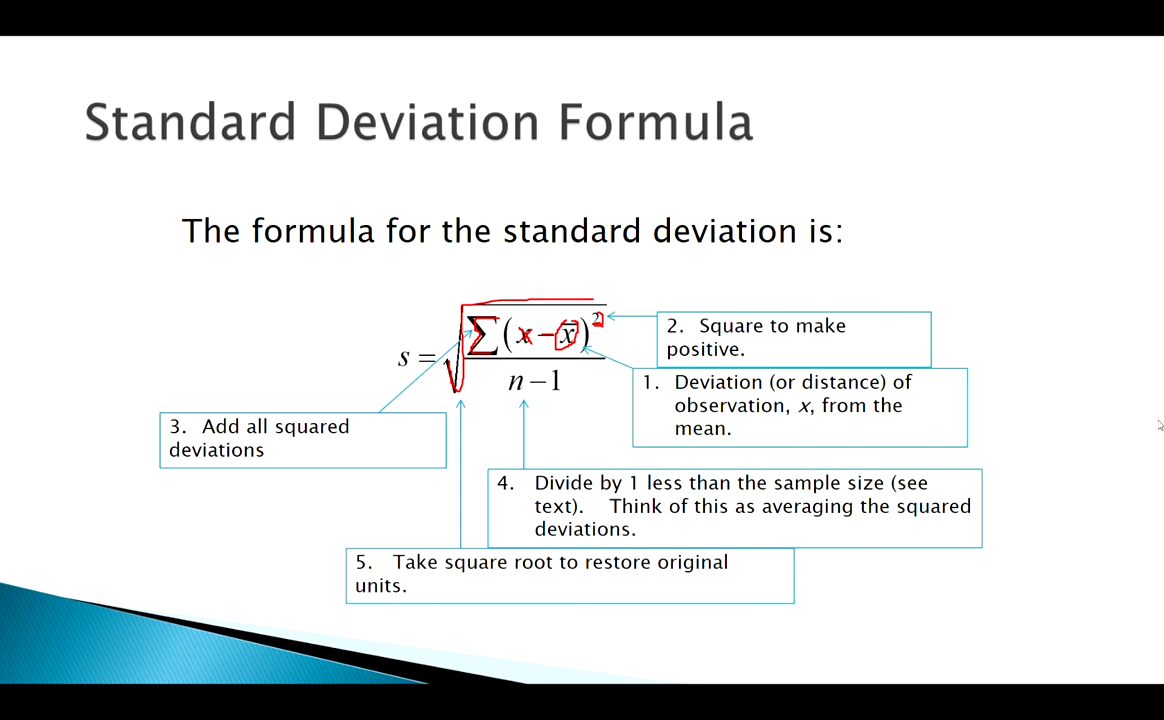 Standard Deviation Formula
The formula for the standard deviation is:
s = √(∑(x − x̄)² / (n − 1))
2. Square to make
positive.
1. Deviation (or distance) of
observation, x, from the
mean.
3. Add all squared
deviations
4. Divide by 1 less than the sample size (see
text). Think of this as averaging the squared
deviations.
5. Take square root to restore original
units.